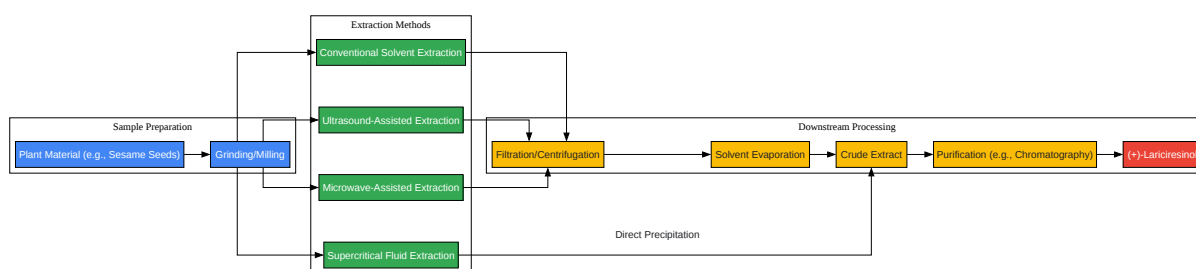 Extraction Methods
Conventional Solvent Extraction
Sample Preparation
Ultrasound-Assisted Extraction
Downstream Processing
Plant Material (e.g., Sesame Seeds)
Grinding/Milling
Filtration/Centrifugation
Solvent Evaporation
Crude Extract
Purification (e.g., Chromatography)
(+)-Lariciresinol
Microwave-Assisted Extraction
Direct Precipitation
Supercritical Fluid Extraction